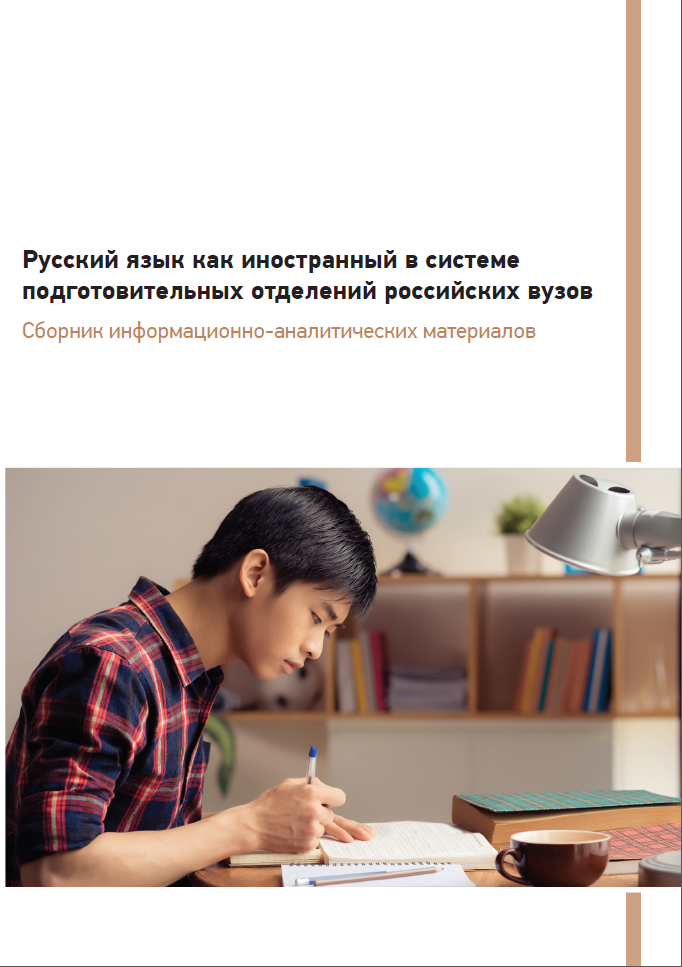 Русский язык как иностранный в системе
подготовительных отделений российских вузов
Сборник информационно-аналитических материалов